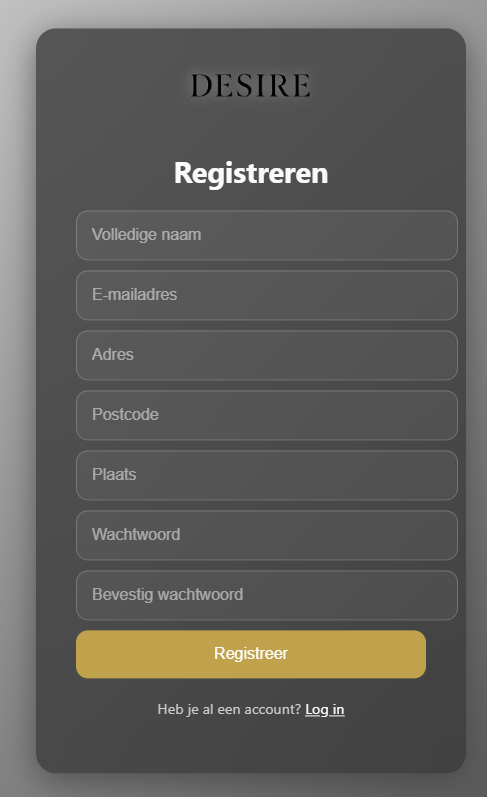 DESIRE
Registreren
Volledige naam
E-mailadres
Adres
Postcode
Plaats
Wachtwoord
Bevestig wachtwoord
Registreer
Heb je al een account? Log in